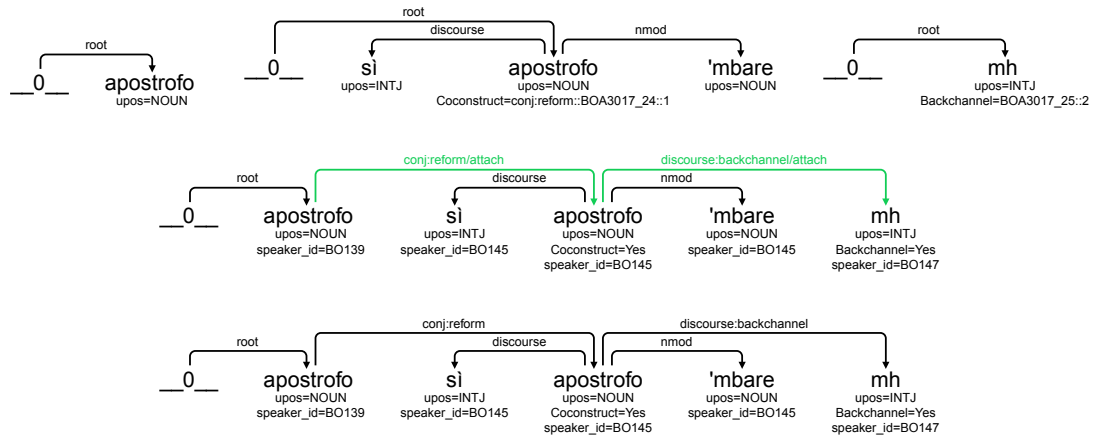 root
__0__ apostrofo
upos=NOUN
root
discourse nmod
__0__ sì apostrofo 'mbare
upos=INTJ upos=NOUN upos=NOUN
Coconstruct=conj:reform::BOA3017_24::1
root
__0__ mh
upos=INTJ
Backchannel=BOA3017_25::2
conj:reform/attach discourse:backchannel/attach
root discourse nmod
__0__ apostrofo sì apostrofo 'mbare mh
upos=NOUN upos=INTJ upos=NOUN upos=NOUN upos=INTJ
speaker_id=BO139 speaker_id=BO145 Coconstruct=Yes speaker_id=BO145 Backchannel=Yes
speaker_id=BO145 speaker_id=BO147
conj:reform discourse:backchannel
root discourse nmod
__0__ apostrofo sì apostrofo 'mbare mh
upos=NOUN upos=INTJ upos=NOUN upos=NOUN upos=INTJ
speaker_id=BO139 speaker_id=BO145 Coconstruct=Yes speaker_id=BO145 Backchannel=Yes
speaker_id=BO145 speaker_id=BO147